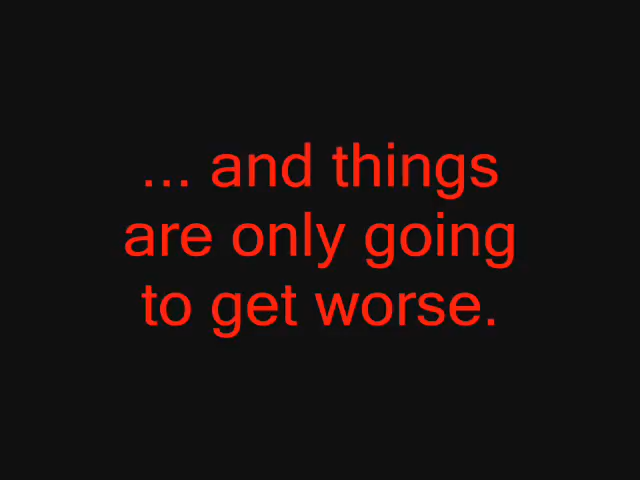 ... and things
are only going
to get worse.